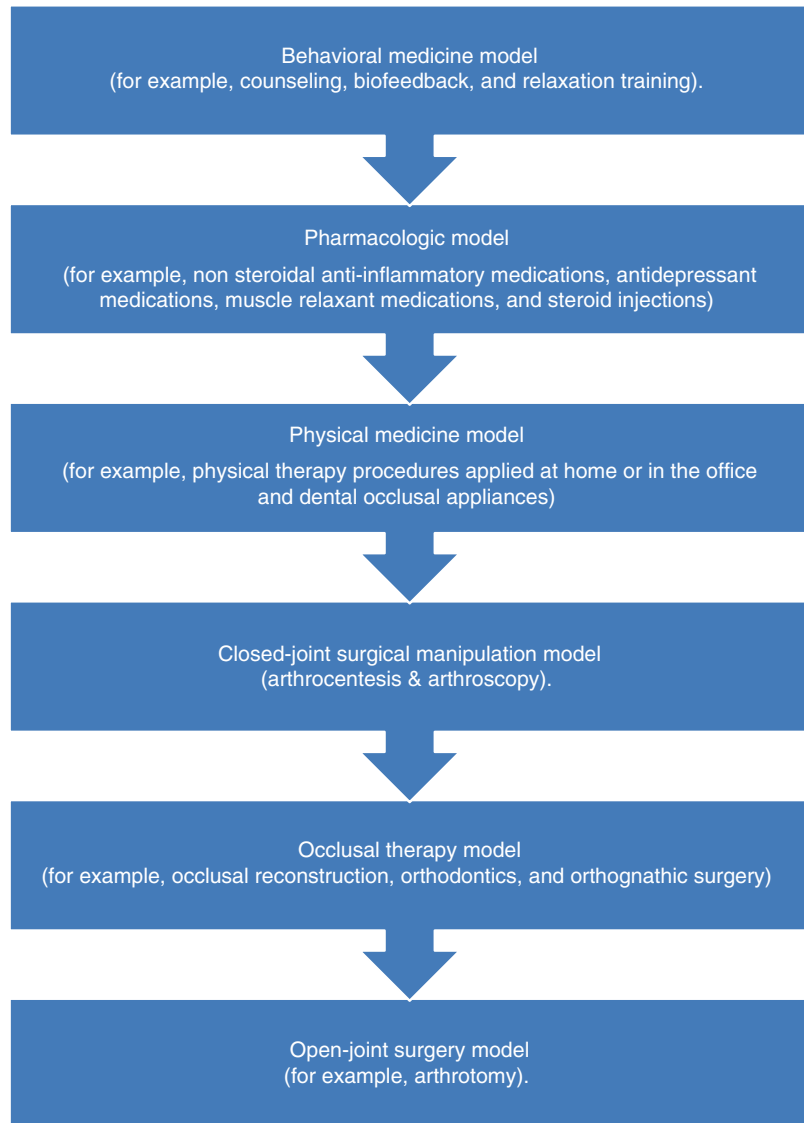 Behavioral medicine model
(for example, counseling, biofeedback, and relaxation training).
Pharmacologic model
(for example, non steroidal anti-inflammatory medications, antidepressant
medications, muscle relaxant medications, and steroid injections)
Physical medicine model
(for example, physical therapy procedures applied at home or in the office
and dental occlusal appliances)
Closed-joint surgical manipulation model
(arthrocentesis & arthroscopy).
Occlusal therapy model
(for example, occlusal reconstruction, orthodontics, and orthognathic surgery)
Open-joint surgery model
(for example, arthrotomy).